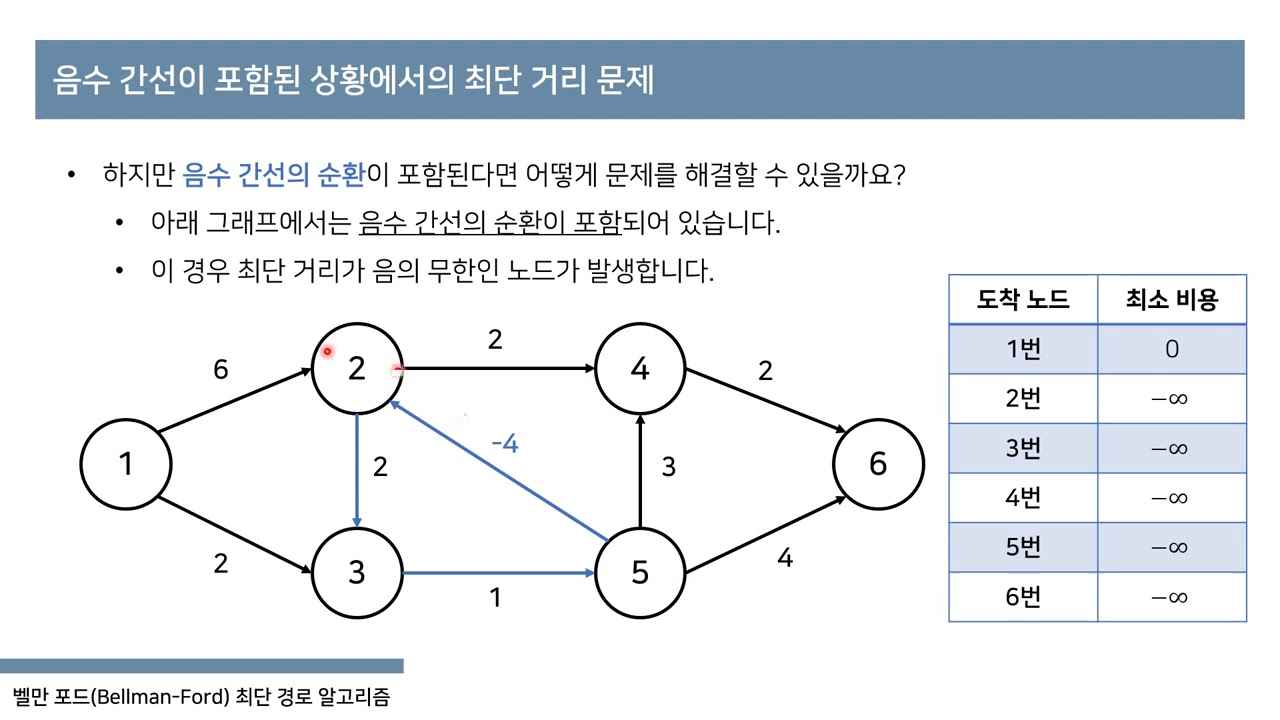 음수 간선이 포함된 상황에서의 최단 거리 문제
• 하지만 음수 간선의 순환이 포함된다면 어떻게 문제를 해결할 수 있을까요?
• 아래 그래프에서는 음수 간선의 순환이 포함되어 있습니다.
• 이 경우 최단 거리가 음의 무한인 노드가 발생합니다.
6
2
2
4
2
1
2
-4
3
6
2
3
1
5
4
도착 노드 최소 비용
1번 0
2번 −∞
3번 −∞
4번 −∞
5번 −∞
6번 −∞
벨만 포드(Bellman-Ford) 최단 경로 알고리즘